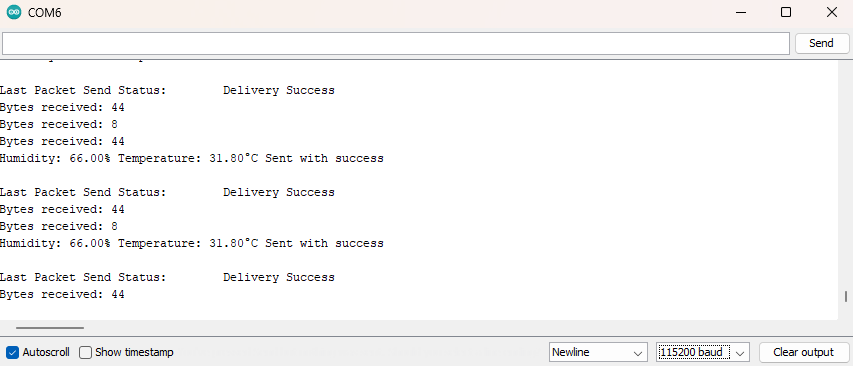 COM6
Send
Last Packet Send Status: Delivery Success
Bytes received: 44
Bytes received: 8
Bytes received: 44
Humidity: 66.00% Temperature: 31.80°C Sent with success
Last Packet Send Status: Delivery Success
Bytes received: 44
Bytes received: 8
Humidity: 66.00% Temperature: 31.80°C Sent with success
Last Packet Send Status: Delivery Success
Bytes received: 44
Autoscroll Show timestamp Newline 115200 baud Clear output